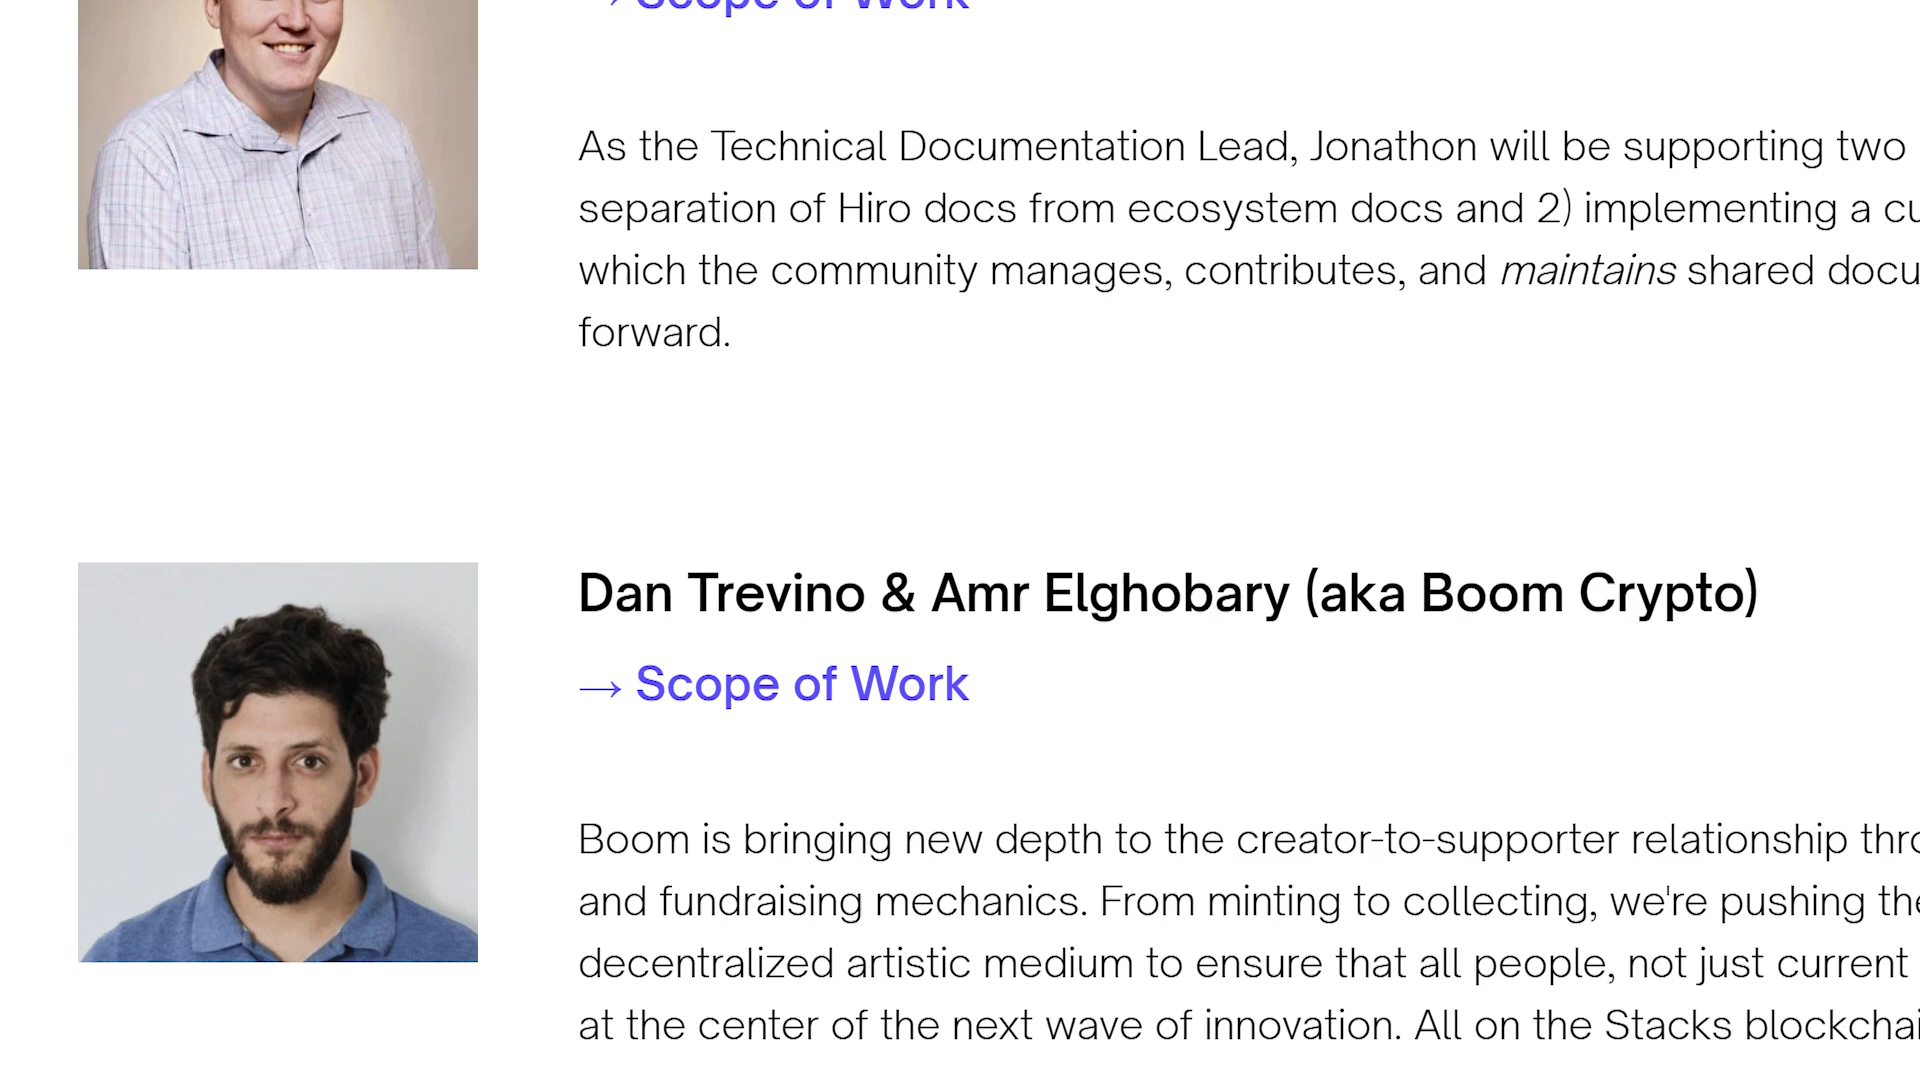 → Scope of Work
As the Technical Documentation Lead, Jonathon will be supporting two
separation of Hiro docs from ecosystem docs and 2) implementing a
which the community manages, contributes, and maintains shared
forward.
Dan Trevino & Amr Elghobary (aka Boom Crypto)
→ Scope of Work
Boom is bringing new depth to the creator-to-supporter relationship
and fundraising mechanics. From minting to collecting, we're pushing
decentralized artistic medium to ensure that all people, not just current
at the center of the next wave of innovation. All on the Stacks